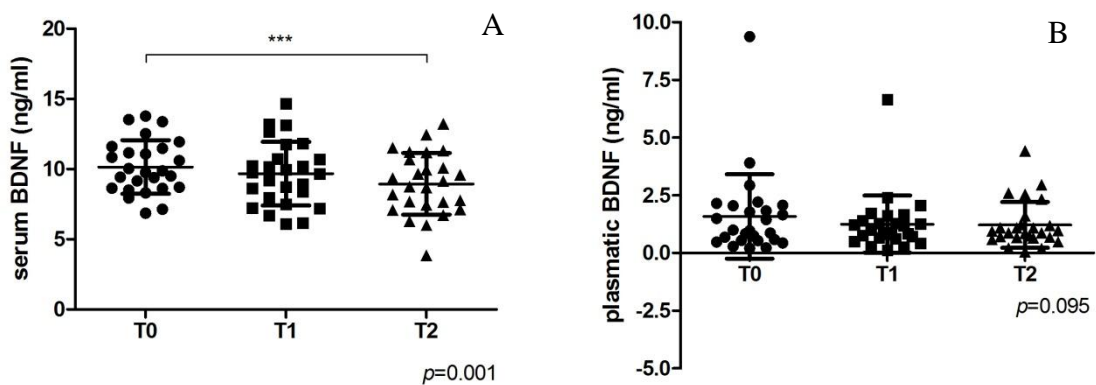 A
serum BDNF (ng/ml)
20
15
10
5
0
***
T0
T1
T2
p=0.001
B
plasmatic BDNF (ng/ml)
10.0
7.5
5.0
2.5
0.0
-2.5
-5.0
T0
T1
T2
p=0.095